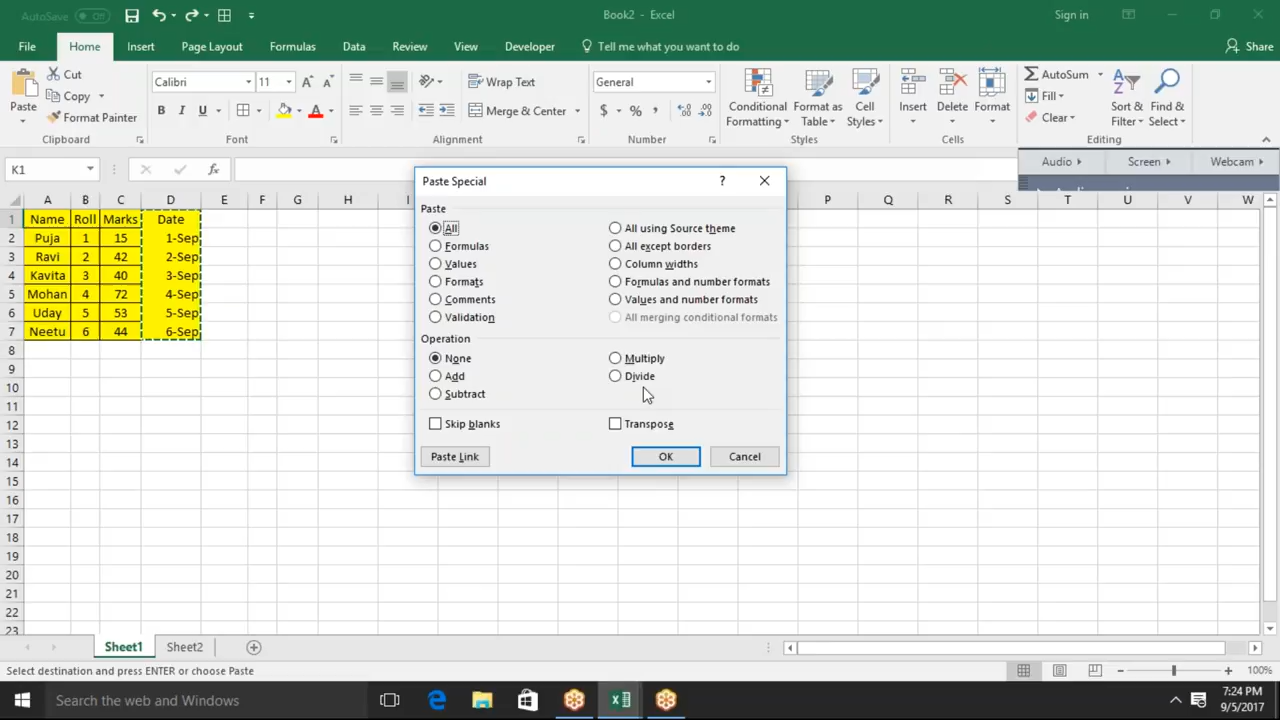 AutoSave Off
Book2 - Excel
Sign in
File Home Insert Page Layout Formulas Data Review View Developer Tell me what you want to do Share
Paste
Cut
Copy
Format Painter
Clipboard
Calibri 11
B I U
Font
Wrap Text
Merge & Center
Alignment
General
$ % ,
Number
Conditional Formatting
Format as Table
Cell Styles
Styles
Insert Delete Format
Cells
AutoSum
Fill
Clear
Sort & Filter
Find & Select
Editing
K1
fx
Audio Screen Webcam
A B C D E F G H I P Q R S T U V W
1 Name Roll Marks Date
2 Puja 1 15 1-Sep
3 Ravi 2 42 2-Sep
4 Kavita 3 40 3-Sep
5 Mohan 4 72 4-Sep
6 Uday 5 53 5-Sep
7 Neetu 6 44 6-Sep
8
9
10
11
12
13
14
15
16
17
18
19
20
21
22
23
Paste Special ?
Paste
All All using Source theme
Formulas All except borders
Values Column widths
Formats Formulas and number formats
Comments Values and number formats
Validation All merging conditional formats
Operation
None Multiply
Add Divide
Subtract
Skip blanks Transpose
Paste Link OK Cancel
Sheet1 Sheet2
Select destination and press ENTER or choose Paste
100%
Search the web and Windows
7:24 PM
9/5/2017